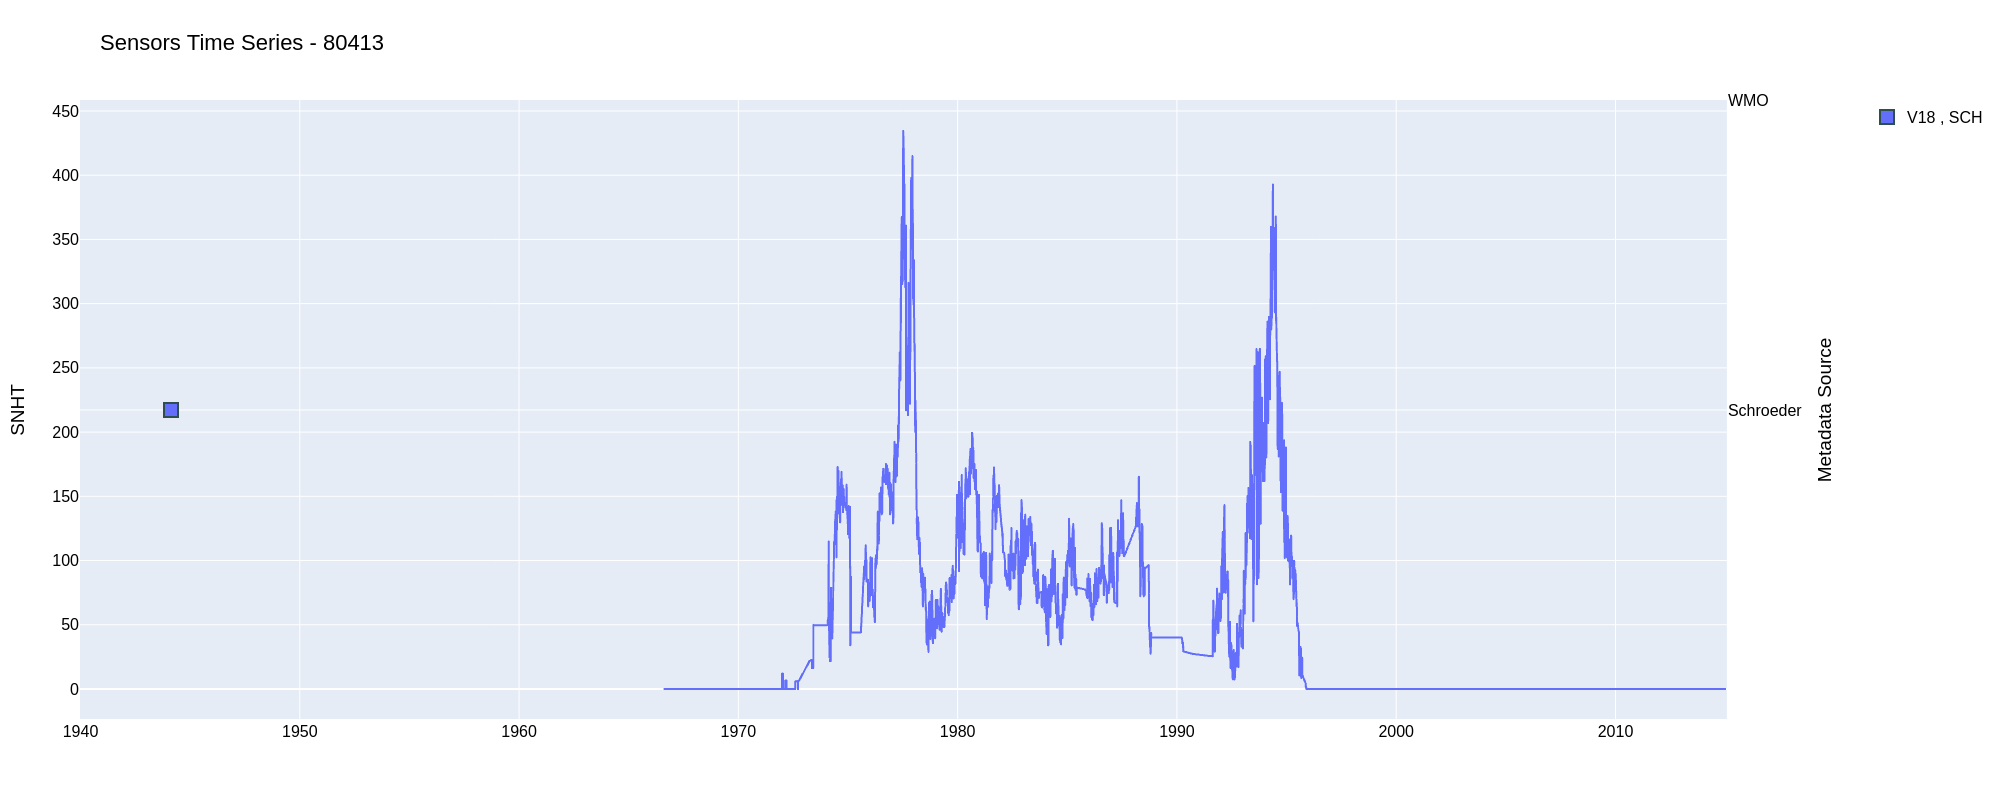 Sensors Time Series - 80413
450
400
350
300
250
200
150
100
50
0
SNHT
1940 1950 1960 1970 1980 1990 2000 2010
WMO
Schroeder
Metadata Source
V18 , SCH